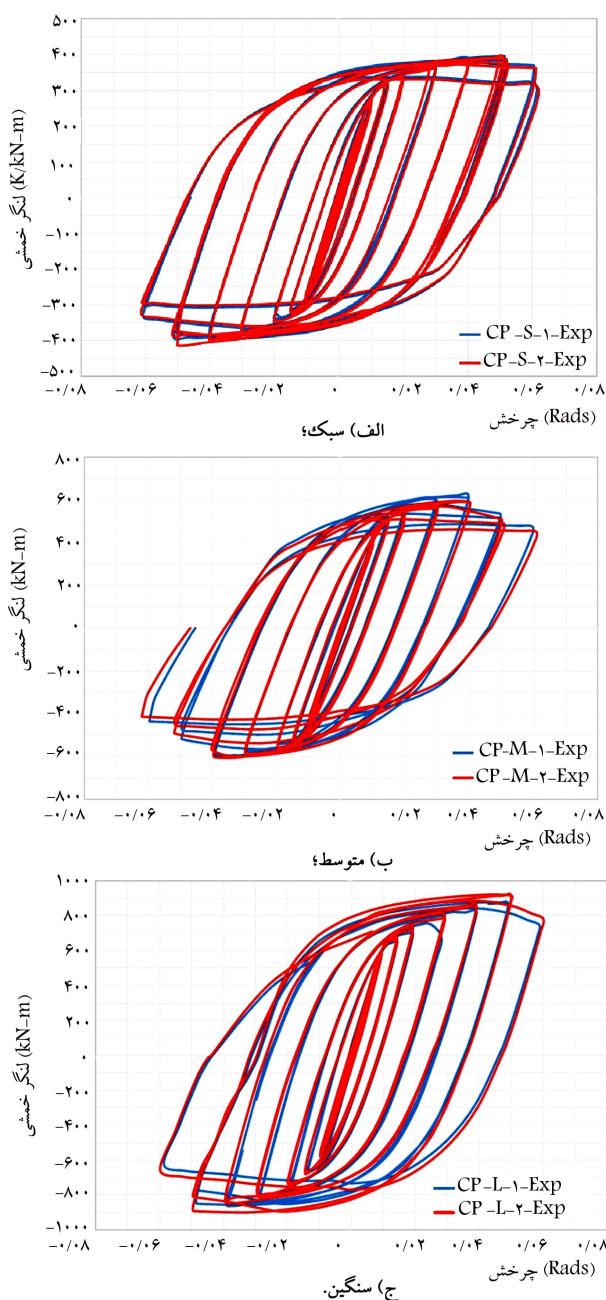 ۵۰۰
۴۰۰
۳۰۰
۲۰۰
۱۰۰
۰
-۱۰۰
-۲۰۰
-۳۰۰
-۴۰۰
-۵۰۰
لنگر خمشی (K/kN-m)
CP-S-۱-Exp
CP-S-۲-Exp
-۰/۰۸ -۰/۰۶ -۰/۰۴ -۰/۰۲ ۰ ۰/۰۲ ۰/۰۴ ۰/۰۶ ۰/۰۸
چرخش (Rads)
الف) سبک؛
۸۰۰
۶۰۰
۴۰۰
۲۰۰
۰
-۲۰۰
-۴۰۰
-۶۰۰
-۸۰۰
لنگر خمشی (kN-m)
CP-M-۱-Exp
CP-M-۲-Exp
-۰/۰۸ -۰/۰۶ -۰/۰۴ -۰/۰۲ ۰ ۰/۰۲ ۰/۰۴ ۰/۰۶ ۰/۰۸
چرخش (Rads)
ب) متوسط؛
۱۰۰۰
۸۰۰
۶۰۰
۴۰۰
۲۰۰
۰
-۲۰۰
-۴۰۰
-۶۰۰
-۸۰۰
-۱۰۰۰
لنگر خمشی (kN-m)
CP-L-۱-Exp
CP-L-۲-Exp
-۰/۰۸ -۰/۰۶ -۰/۰۴ -۰/۰۲ ۰ ۰/۰۲ ۰/۰۴ ۰/۰۶ ۰/۰۸
چرخش (Rads)
ج) سنگین.